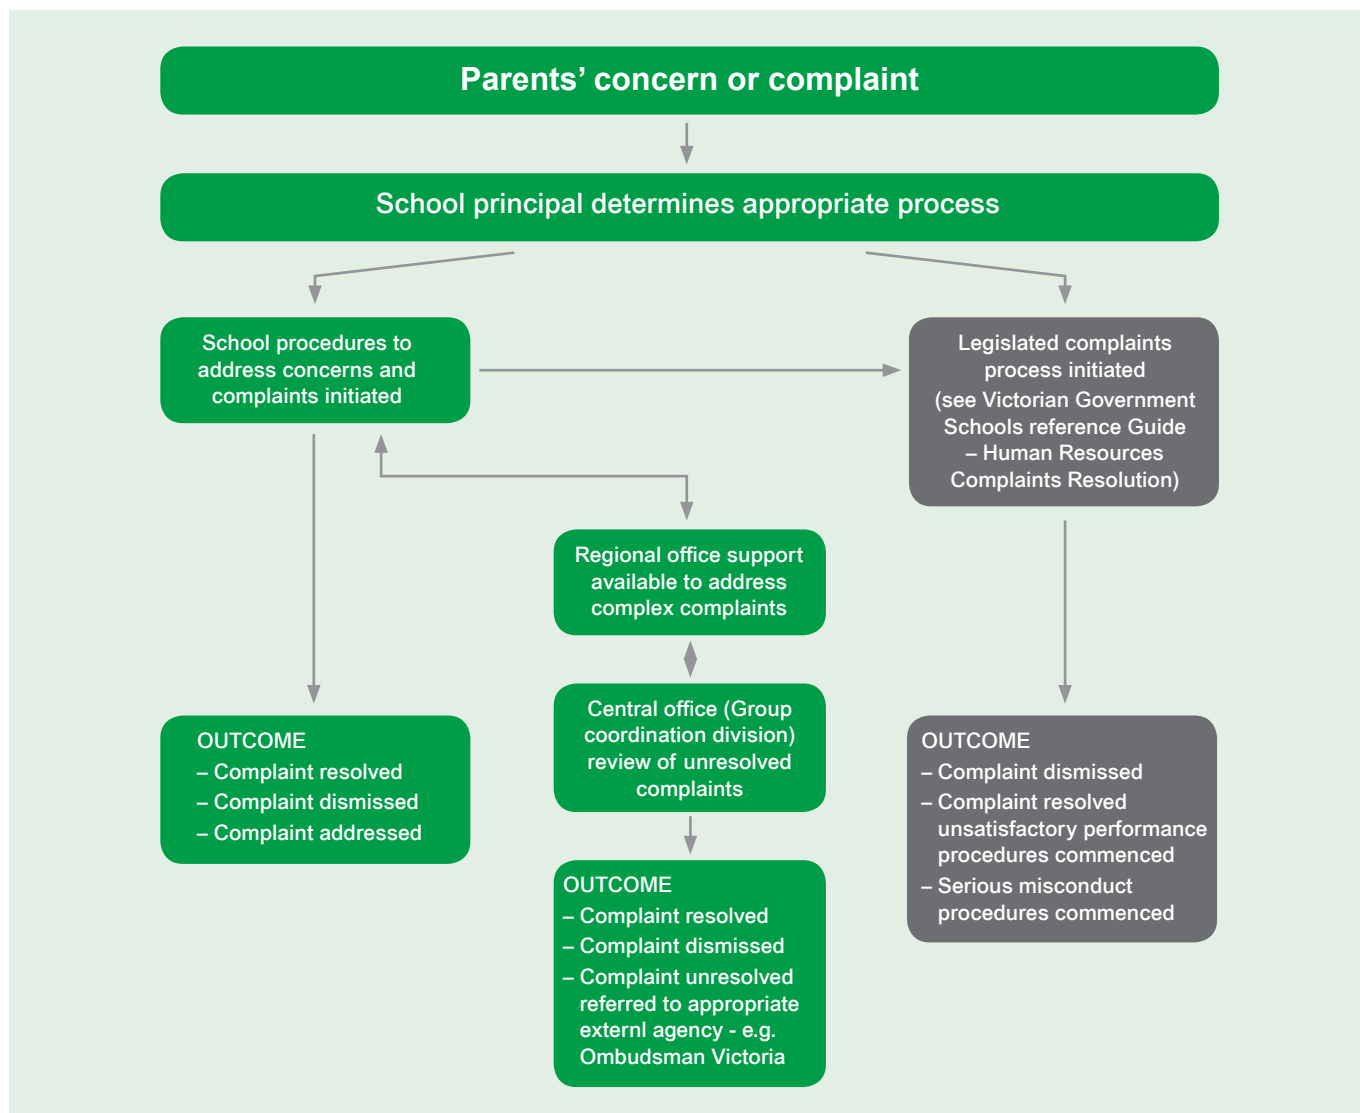 Parents’ concern or complaint
School principal determines appropriate process
School procedures to
address concerns and
complaints initiated
Legislated complaints
process initiated
(see Victorian Government
Schools reference Guide
– Human Resources
Complaints Resolution)
Regional office support
available to address
complex complaints
Central office (Group
coordination division)
review of unresolved
complaints
OUTCOME
– Complaint resolved
– Complaint dismissed
– Complaint addressed
OUTCOME
– Complaint resolved
– Complaint dismissed
– Complaint unresolved
referred to appropriate
externl agency - e.g.
Ombudsman Victoria
OUTCOME
– Complaint dismissed
– Complaint resolved
unsatisfactory performance
procedures commenced
– Serious misconduct
procedures commenced